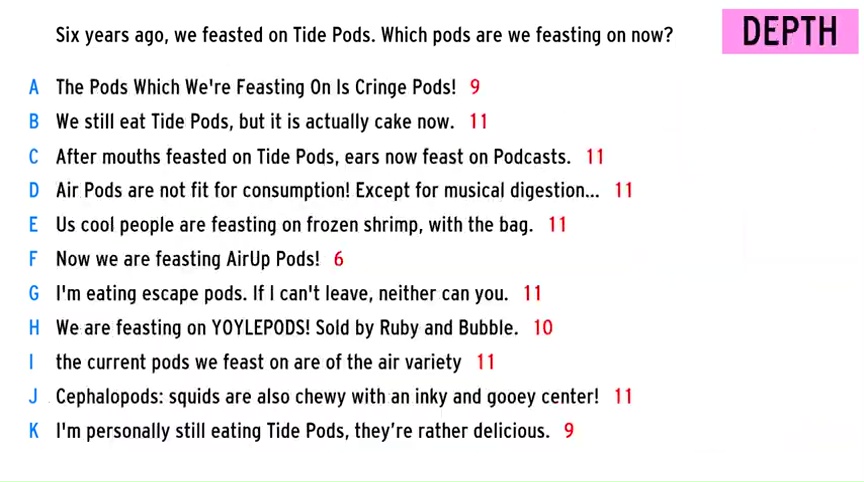 Six years ago, we feasted on Tide Pods. Which pods are we feasting on now?
DEPTH
A The Pods Which We're Feasting On Is Cringe Pods! 9
B We still eat Tide Pods, but it is actually cake now. 11
C After mouths feasted on Tide Pods, ears now feast on Podcasts. 11
D Air Pods are not fit for consumption! Except for musical digestion... 11
E Us cool people are feasting on frozen shrimp, with the bag. 11
F Now we are feasting AirUp Pods! 6
G I'm eating escape pods. If I can't leave, neither can you. 11
H We are feasting on YOYLEPODS! Sold by Ruby and Bubble. 10
I the current pods we feast on are of the air variety 11
J Cephalopods: squids are also chewy with an inky and gooey center! 11
K I'm personally still eating Tide Pods, they’re rather delicious. 9